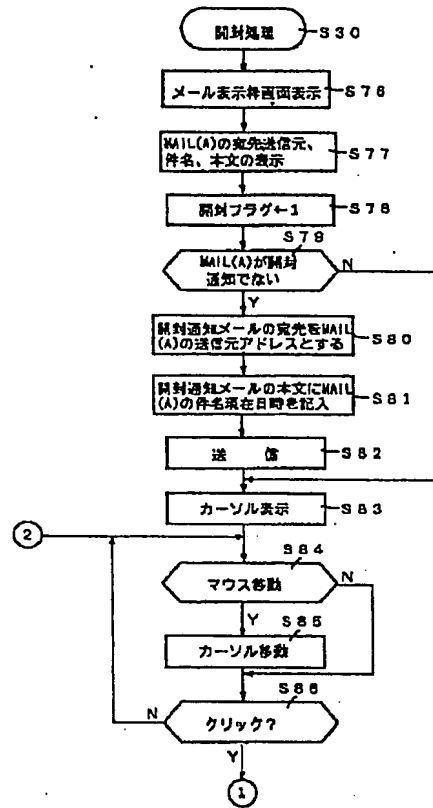 開封処理
S30
メール表示枠画面表示
S76
MAIL(A)の宛先送信元、
件名、本文の表示
S77
開封フラグ←1
S78
S79
MAIL(A)が開封
通知でない
N
Y
開封通知メールの宛先をMAIL
(A)の送信元アドレスとする
S80
開封通知メールの本文にMAIL
(A)の件名現在日時を記入
S81
送 信
S82
カーソル表示
S83
2
S84
マウス移動
N
Y
S85
カーソル移動
S86
クリック?
N
Y
1